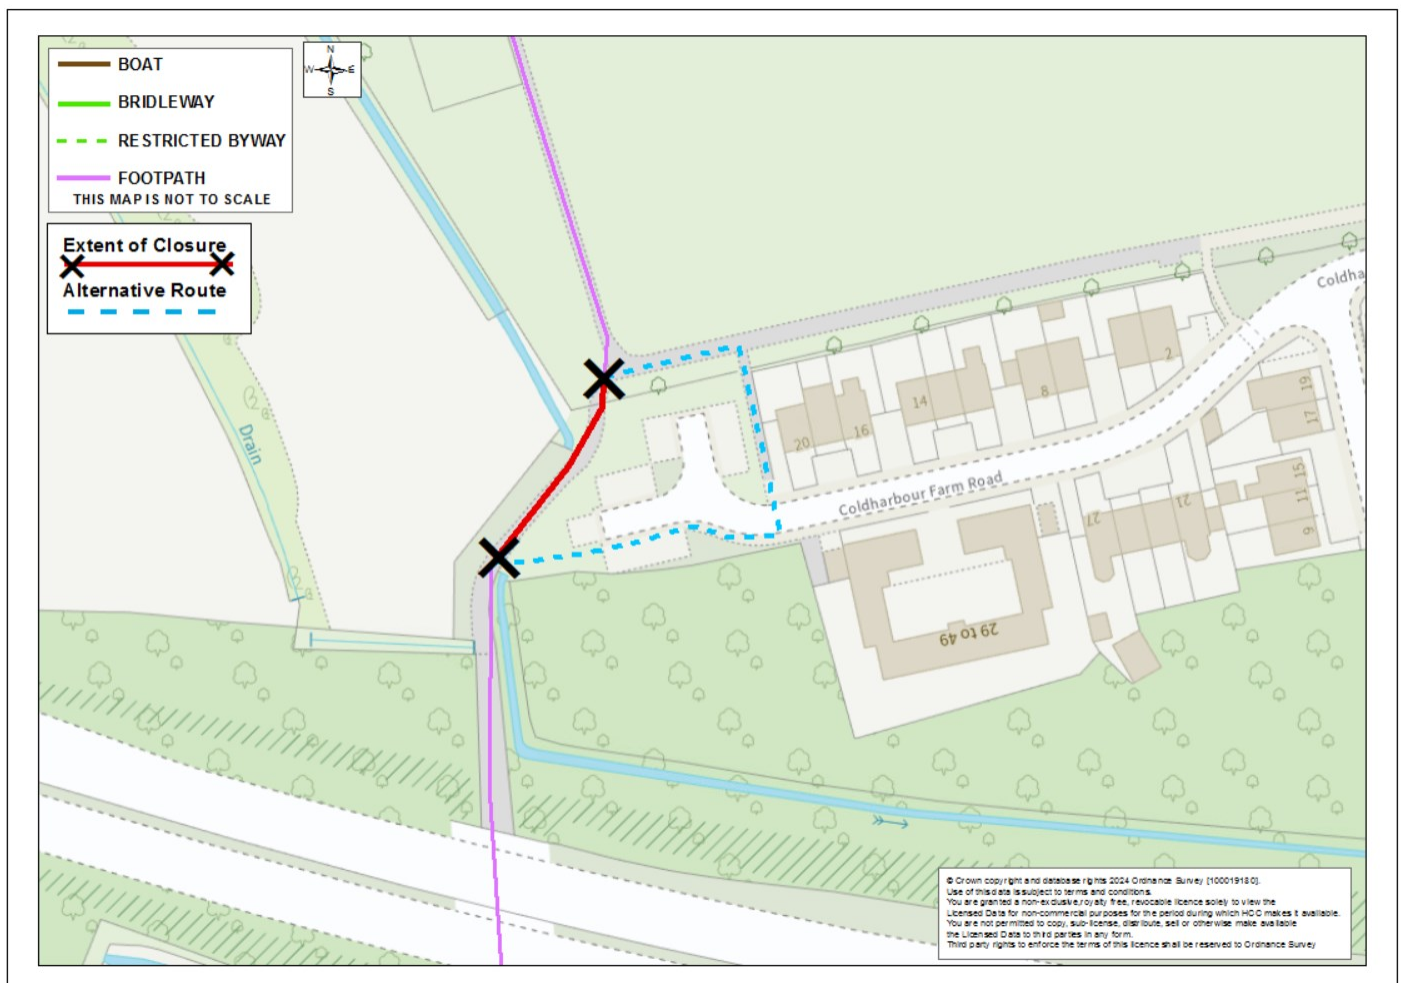 BOAT
BRIDLEWAY
RESTRICTED BYWAY
FOOTPATH
THIS MAP IS NOT TO SCALE
N
W E
S
Extent of Closure
Alternative Route
Drain
Coldha
Coldharbour Farm Road
2
8
14
16
20
19
17
15
11
9
21
27
29 to 49
© Crown copyright and database rights 2024 Ordnance Survey [100019180].
Use of this data is subject to terms and conditions.
You are granted a non-exclusive,royalty free, revocable licence solely to view the
Licensed Data for non-commercial purposes for the period during which HCC makes it available.
You are not permitted to copy, sub-license, distribute, sell or otherwise make available
the Licensed Data to third parties in any form.
Third party rights to enforce the terms of this licence shall be reserved to Ordnance Survey